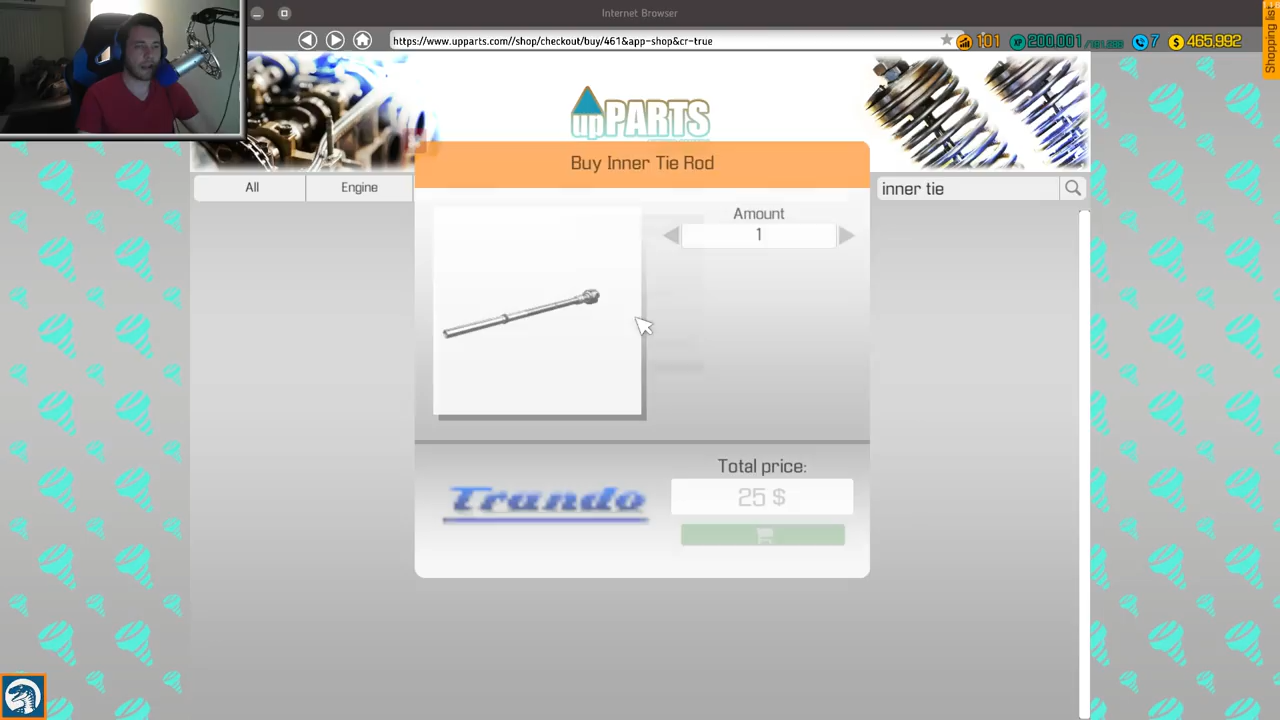 Internet Browser
https://www.upparts.com//shop/checkout/buy/461&app-shop&cr-true
101
XP 200.001
7
$ 465,992
Shopping list
upPARTS
Buy Inner Tie Rod
All
Engine
inner tie
Amount
1
Trando
Total price:
25 $